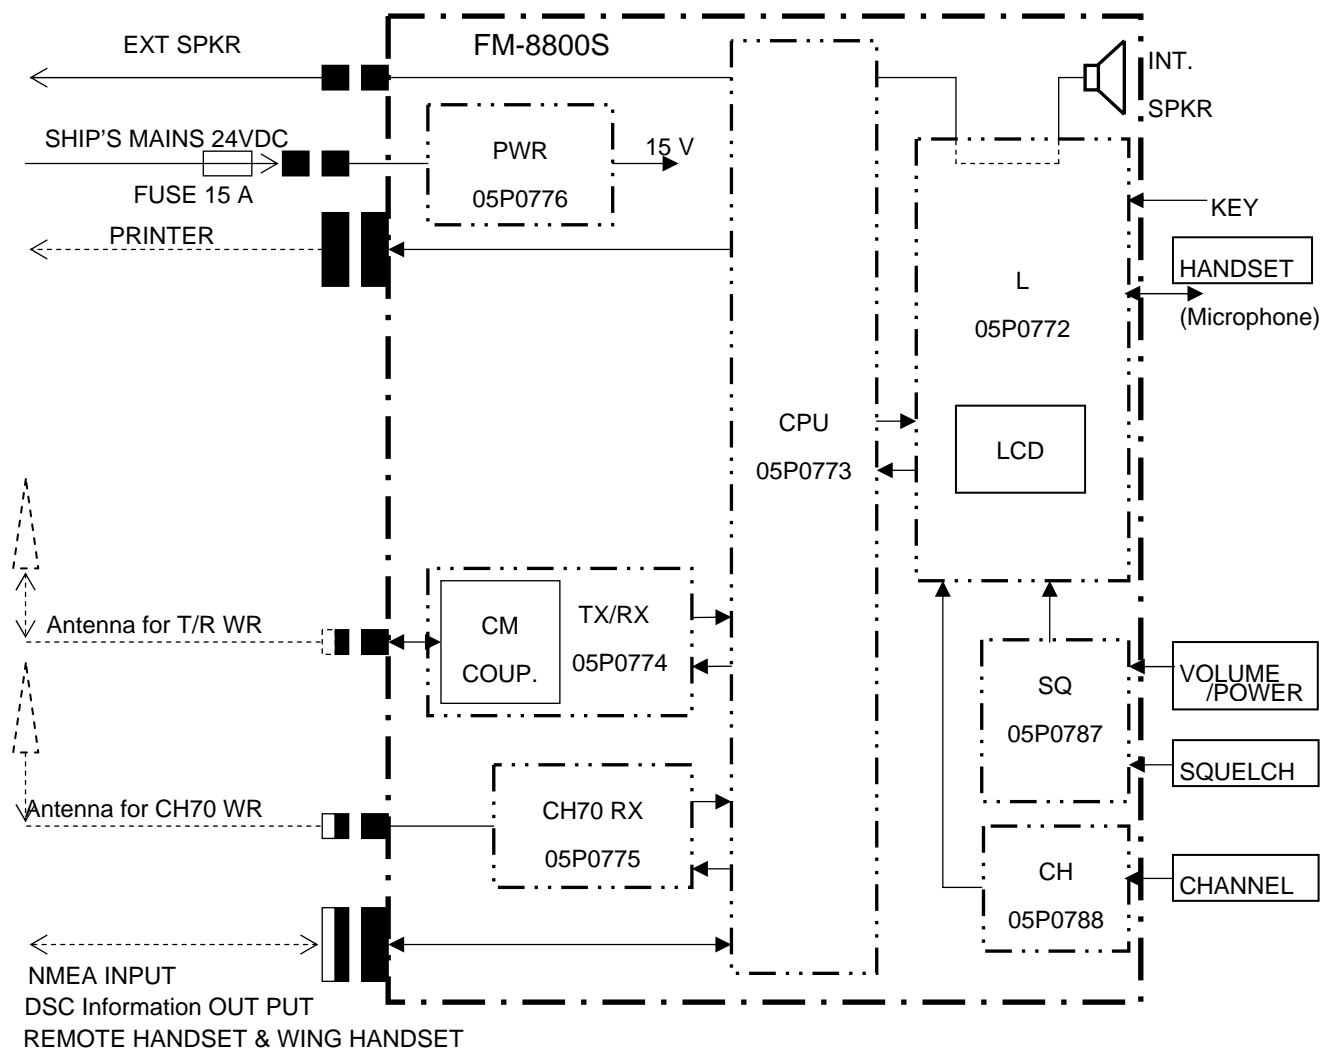 EXT SPKR
FM-8800S
INT.
SPKR
SHIP'S MAINS 24VDC
FUSE 15 A
PWR
05P0776
15 V
PRINTER
KEY
HANDSET
(Microphone)
L
05P0772
LCD
CPU
05P0773
Antenna for T/R WR
CM
COUP.
TX/RX
05P0774
SQ
05P0787
VOLUME
/POWER
SQUELCH
Antenna for CH70 WR
CH70 RX
05P0775
CH
05P0788
CHANNEL
NMEA INPUT
DSC Information OUT PUT
REMOTE HANDSET & WING HANDSET